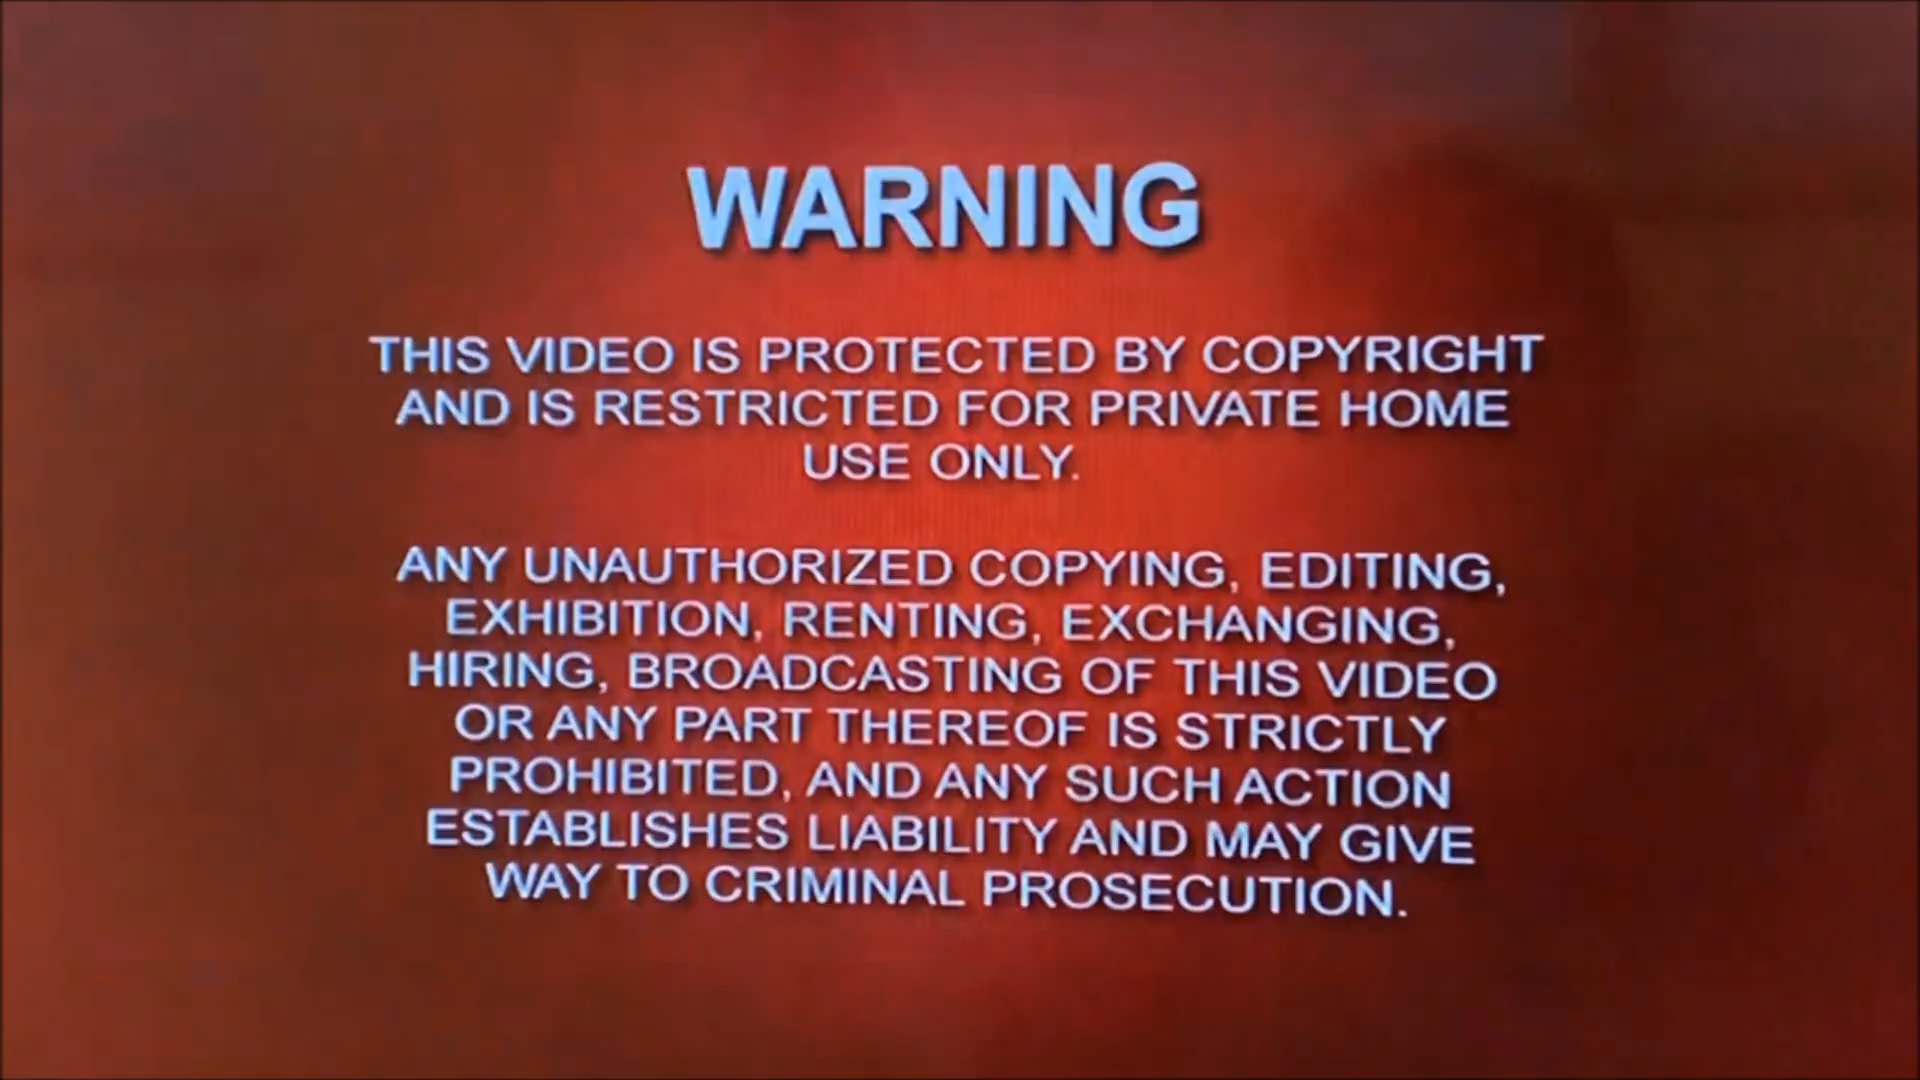 WARNING
THIS VIDEO IS PROTECTED BY COPYRIGHT
AND IS RESTRICTED FOR PRIVATE HOME
USE ONLY.
ANY UNAUTHORIZED COPYING, EDITING,
EXHIBITION, RENTING, EXCHANGING,
HIRING, BROADCASTING OF THIS VIDEO
OR ANY PART THEREOF IS STRICTLY
PROHIBITED, AND ANY SUCH ACTION
ESTABLISHES LIABILITY AND MAY GIVE
WAY TO CRIMINAL PROSECUTION.